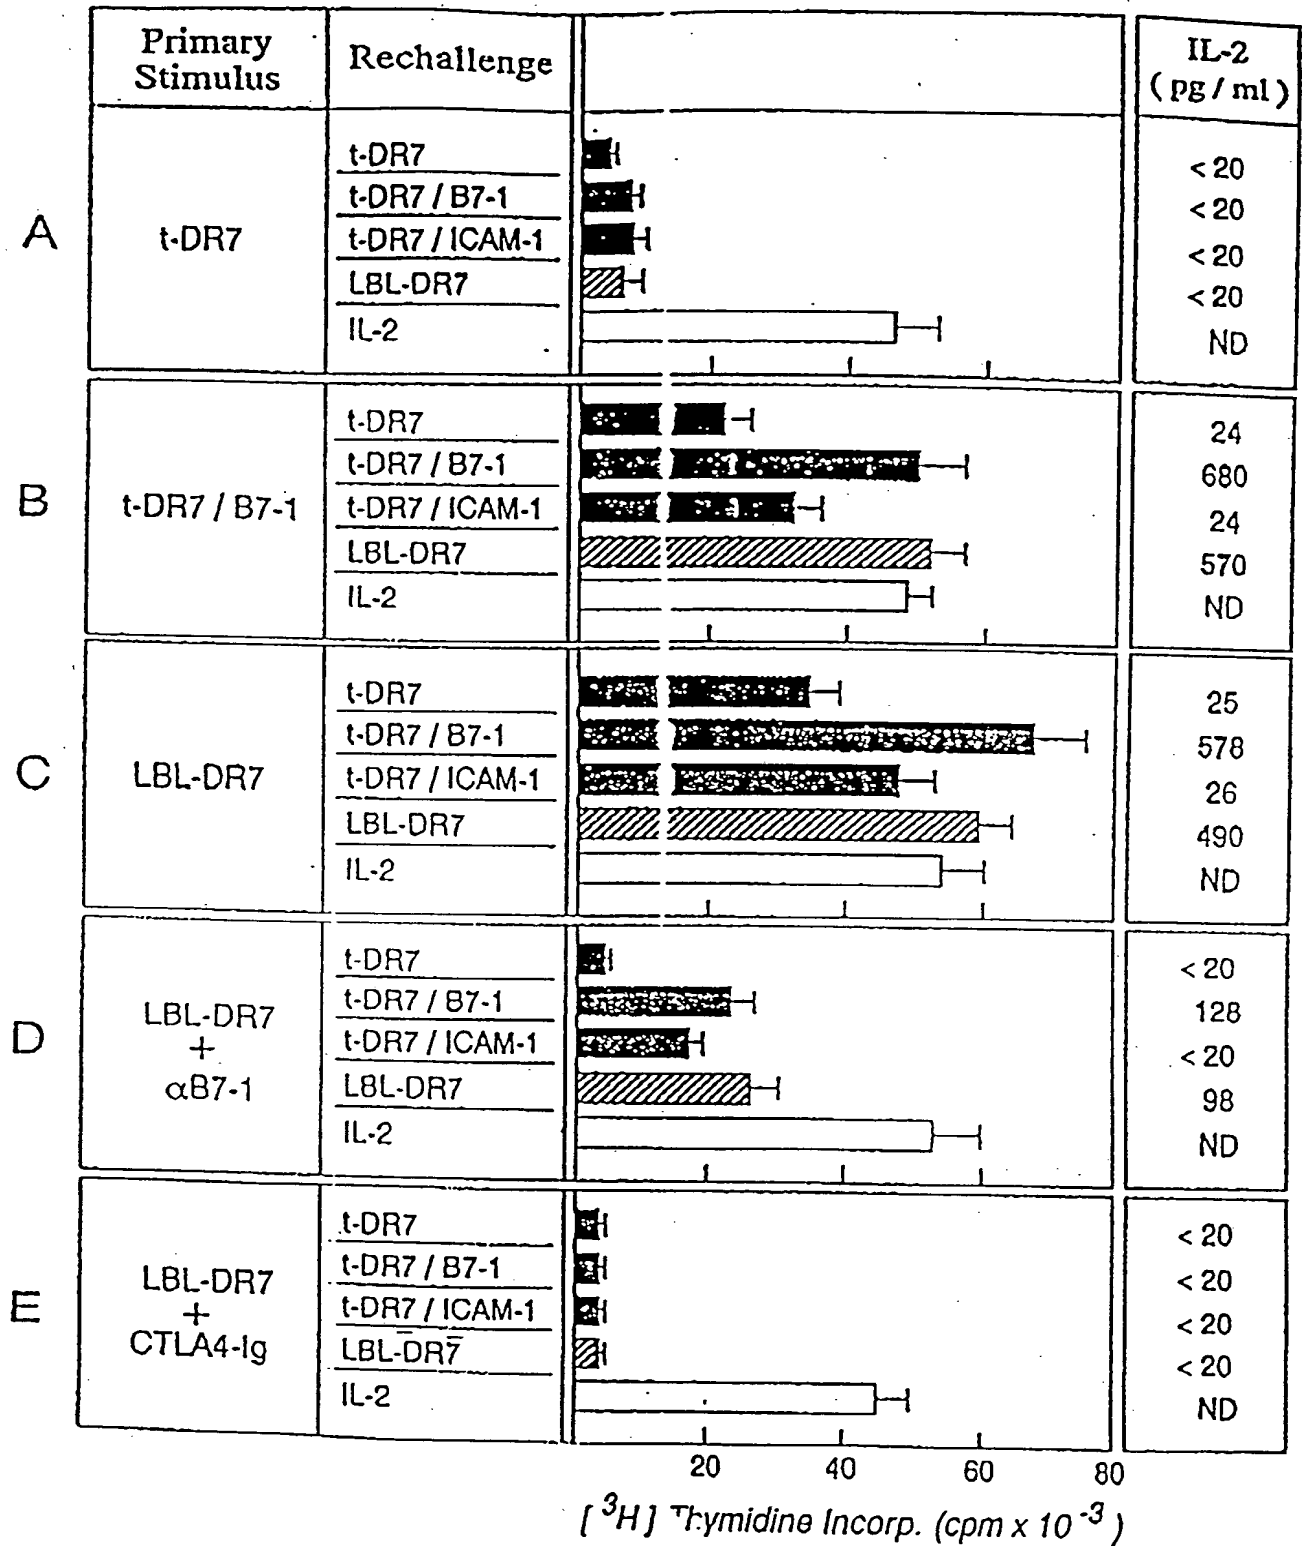 Primary
Stimulus
Rechallenge
IL-2
(pg/ml)
A
t-DR7
t-DR7
< 20
t-DR7 / B7-1
< 20
t-DR7 / ICAM-1
< 20
LBL-DR7
< 20
IL-2
ND
B
t-DR7 / B7-1
t-DR7
24
t-DR7 / B7-1
680
t-DR7 / ICAM-1
24
LBL-DR7
570
IL-2
ND
C
LBL-DR7
t-DR7
25
t-DR7 / B7-1
578
t-DR7 / ICAM-1
26
LBL-DR7
490
IL-2
ND
D
LBL-DR7
+
αB7-1
t-DR7
< 20
t-DR7 / B7-1
128
t-DR7 / ICAM-1
< 20
LBL-DR7
98
IL-2
ND
E
LBL-DR7
+
CTLA4-Ig
t-DR7
< 20
t-DR7 / B7-1
< 20
t-DR7 / ICAM-1
< 20
LBL-DR7
< 20
IL-2
ND
20 40 60 80
[³H] Thymidine Incorp. (cpm x 10⁻³)